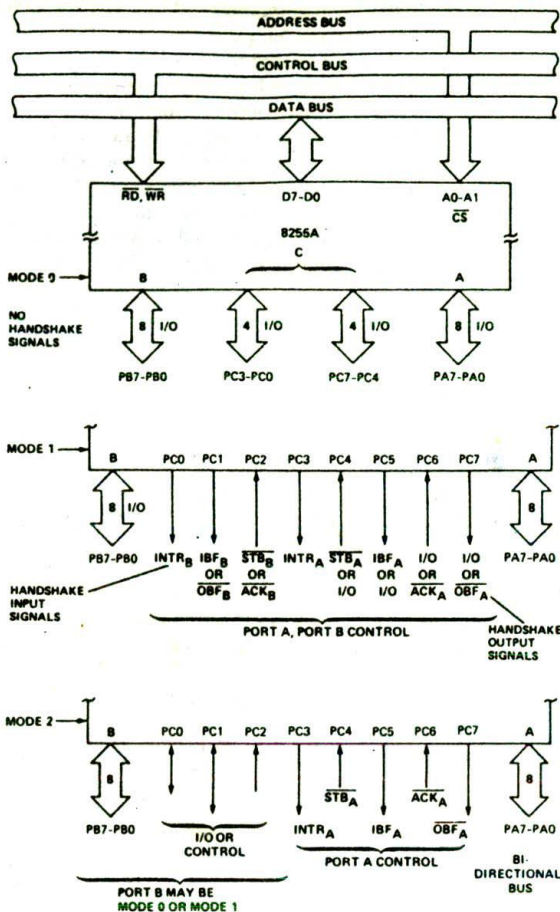 ADDRESS BUS
CONTROL BUS
DATA BUS
RD, WR D7-D0 A0-A1
CS
8256A
C
MODE 0 B A
NO HANDSHAKE SIGNALS
8 I/O 4 I/O 4 I/O 8 I/O
PB7-PB0 PC3-PC0 PC7-PC4 PA7-PA0
MODE 1
B PC0 PC1 PC2 PC3 PC4 PC5 PC6 PC7 A
8 I/O 8
PB7-PB0 INTRB IBFB STBB INTRA STBA IBFA I/O I/O PA7-PA0
OR OR OR OR OR OR
OBFB ACKB I/O I/O ACKA OBFA
HANDSHAKE
INPUT
SIGNALS
PORT A, PORT B CONTROL
HANDSHAKE
OUTPUT
SIGNALS
MODE 2
B PC0 PC1 PC2 PC3 PC4 PC5 PC6 PC7 A
8 8
STBA ACKA
PB7-PB0 INTRA IBFA OBFA PA7-PA0
I/O OR
CONTROL
PORT A CONTROL
BI-
DIRECTIONAL
BUS
PORT B MAY BE
MODE 0 OR MODE 1